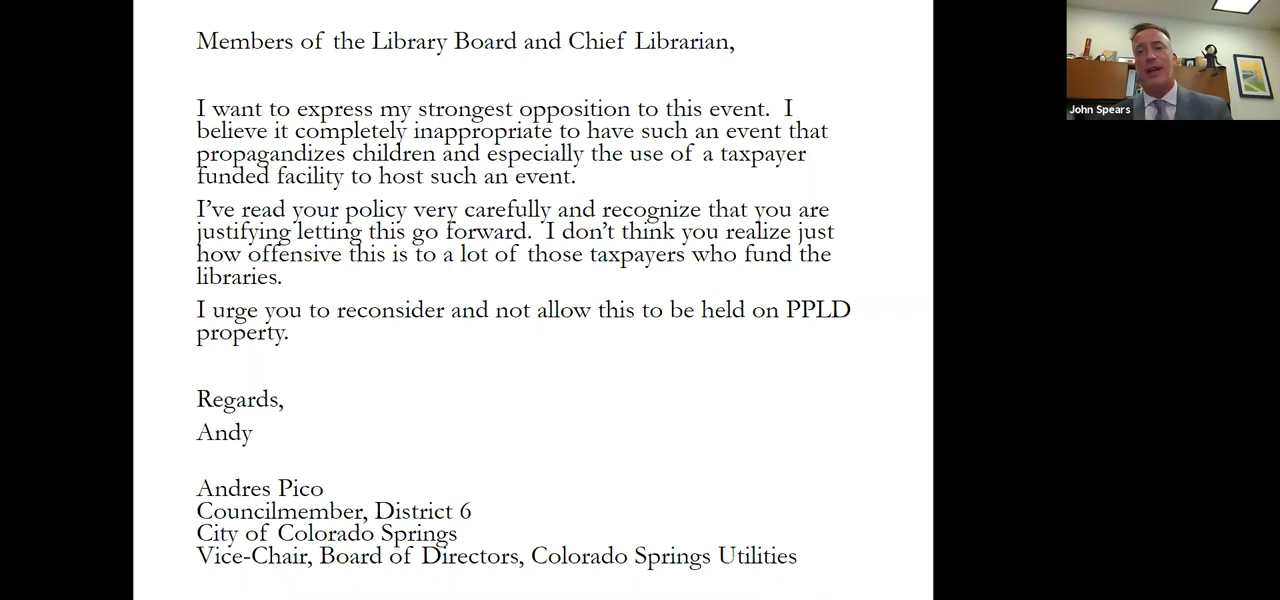 Members of the Library Board and Chief Librarian,
I want to express my strongest opposition to this event.  I
believe it completely inappropriate to have such an event that
propagandizes children and especially the use of a taxpayer
funded facility to host such an event.
I’ve read your policy very carefully and recognize that you are
justifying letting this go forward.  I don’t think you realize just
how offensive this is to a lot of those taxpayers who fund the
libraries.
I urge you to reconsider and not allow this to be held on PPLD
property.
Regards,
Andy
Andres Pico
Councilmember, District 6
City of Colorado Springs
Vice-Chair, Board of Directors, Colorado Springs Utilities
John Spears